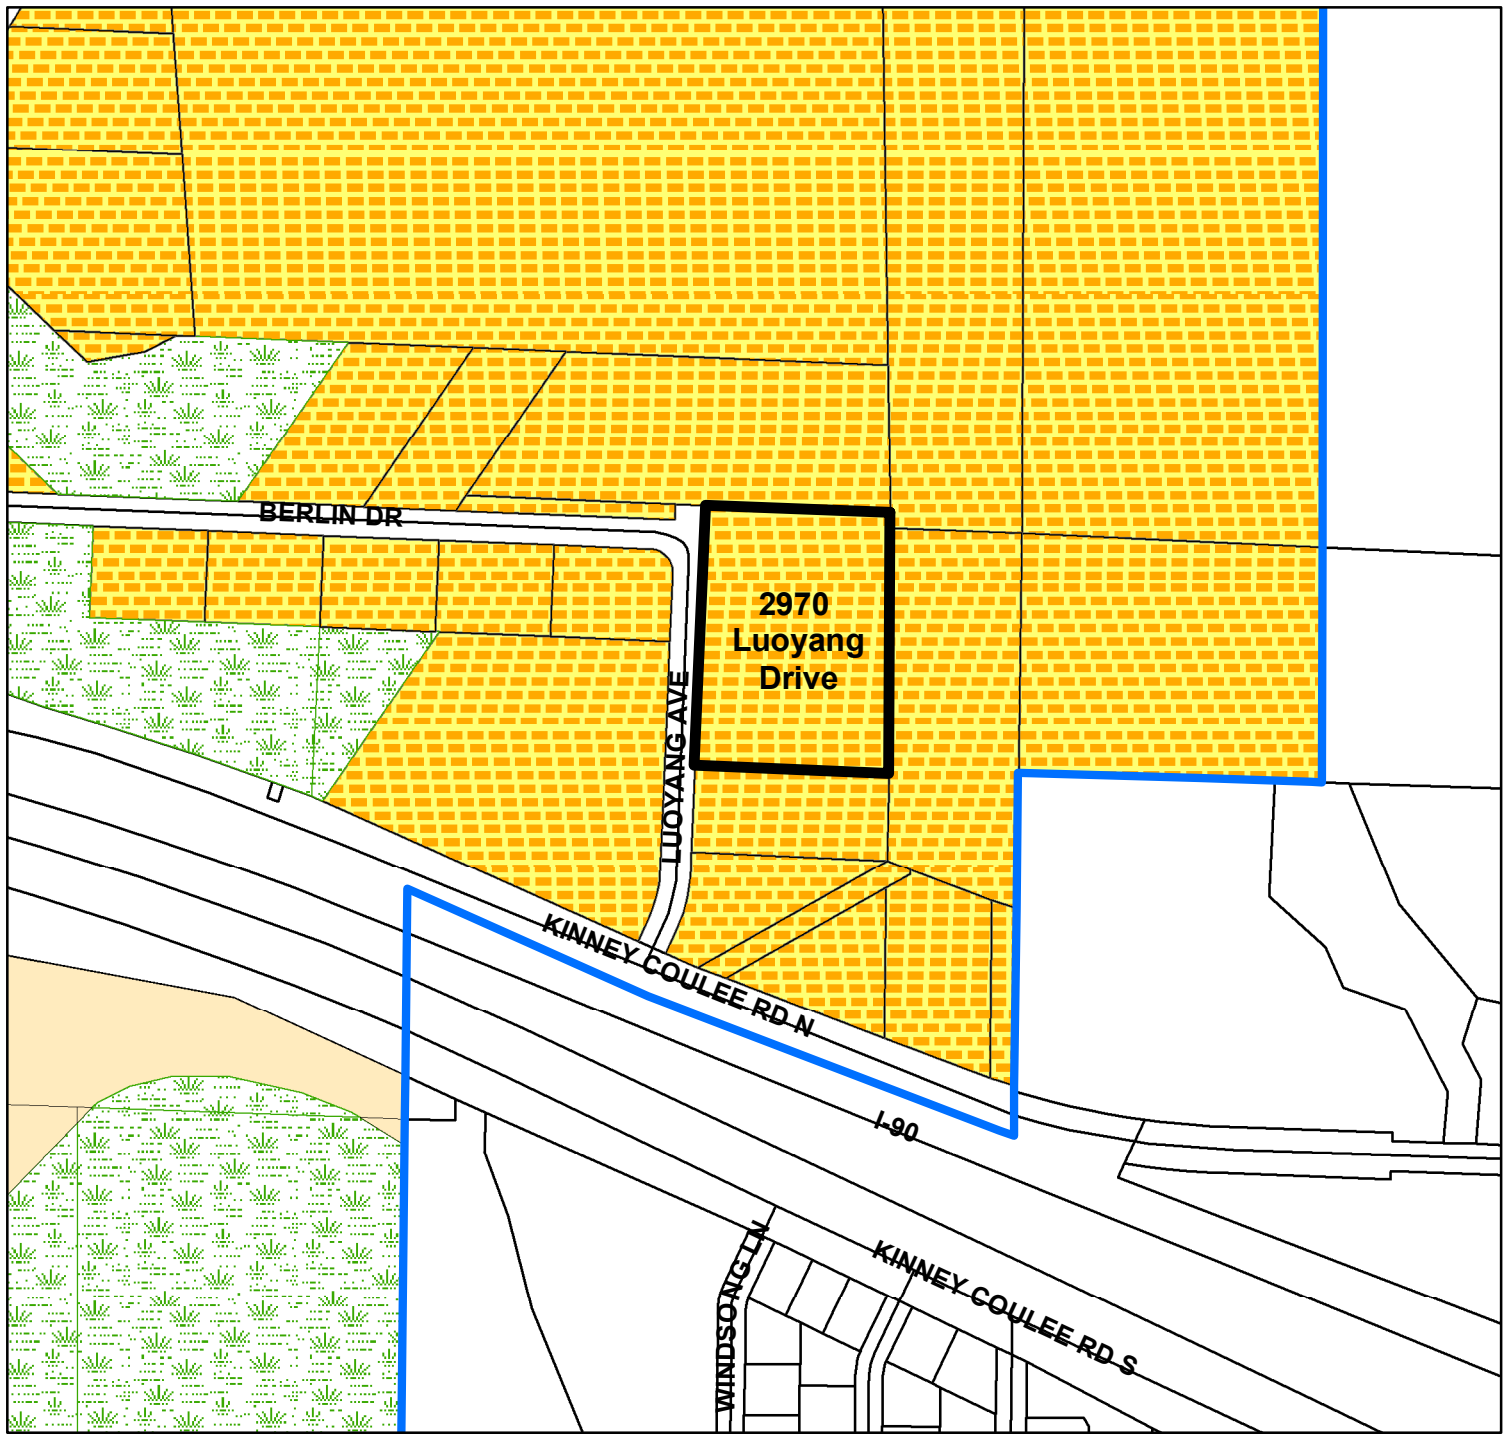 BERLIN DR
2970
Luoyang
Drive
LUOYANG AVE
KINNEY COULEE RD N
I-90
WINDSONG LN
KINNEY COULEE RD S